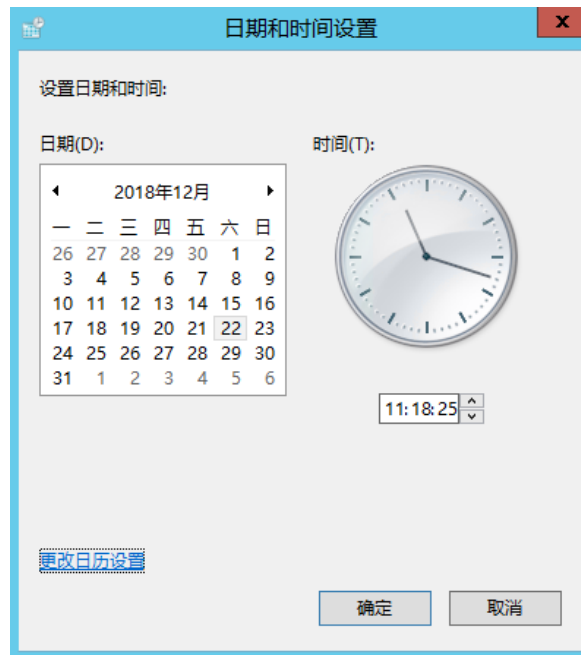 日期和时间设置
x
设置日期和时间:
日期(D):
时间(T):
2018年12月
一 二 三 四 五 六 日
26 27 28 29 30 1 2
3 4 5 6 7 8 9
10 11 12 13 14 15 16
17 18 19 20 21 22 23
24 25 26 27 28 29 30
31 1 2 3 4 5 6
11:18:25
更改日历设置
确定
取消